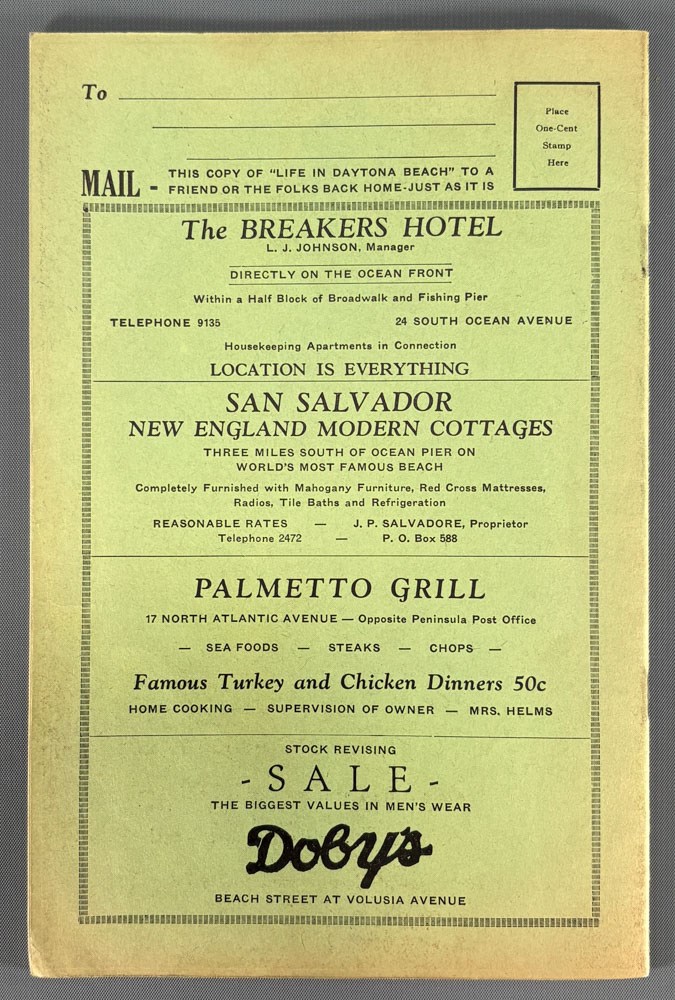 To
Place
One-Cent
Stamp
Here
MAIL - THIS COPY OF "LIFE IN DAYTONA BEACH" TO A
FRIEND OR THE FOLKS BACK HOME-JUST AS IT IS
The BREAKERS HOTEL
L. J. JOHNSON, Manager
DIRECTLY ON THE OCEAN FRONT
Within a Half Block of Broadwalk and Fishing Pier
TELEPHONE 9135 24 SOUTH OCEAN AVENUE
Housekeeping Apartments in Connection
LOCATION IS EVERYTHING
SAN SALVADOR
NEW ENGLAND MODERN COTTAGES
THREE MILES SOUTH OF OCEAN PIER ON
WORLD'S MOST FAMOUS BEACH
Completely Furnished with Mahogany Furniture, Red Cross Mattresses,
Radios, Tile Baths and Refrigeration
REASONABLE RATES — J. P. SALVADORE, Proprietor
Telephone 2472 — P. O. Box 588
PALMETTO GRILL
17 NORTH ATLANTIC AVENUE — Opposite Peninsula Post Office
— SEA FOODS — STEAKS — CHOPS —
Famous Turkey and Chicken Dinners 50c
HOME COOKING — SUPERVISION OF OWNER — MRS. HELMS
STOCK REVISING
- SALE -
THE BIGGEST VALUES IN MEN'S WEAR
Doby's
BEACH STREET AT VOLUSIA AVENUE